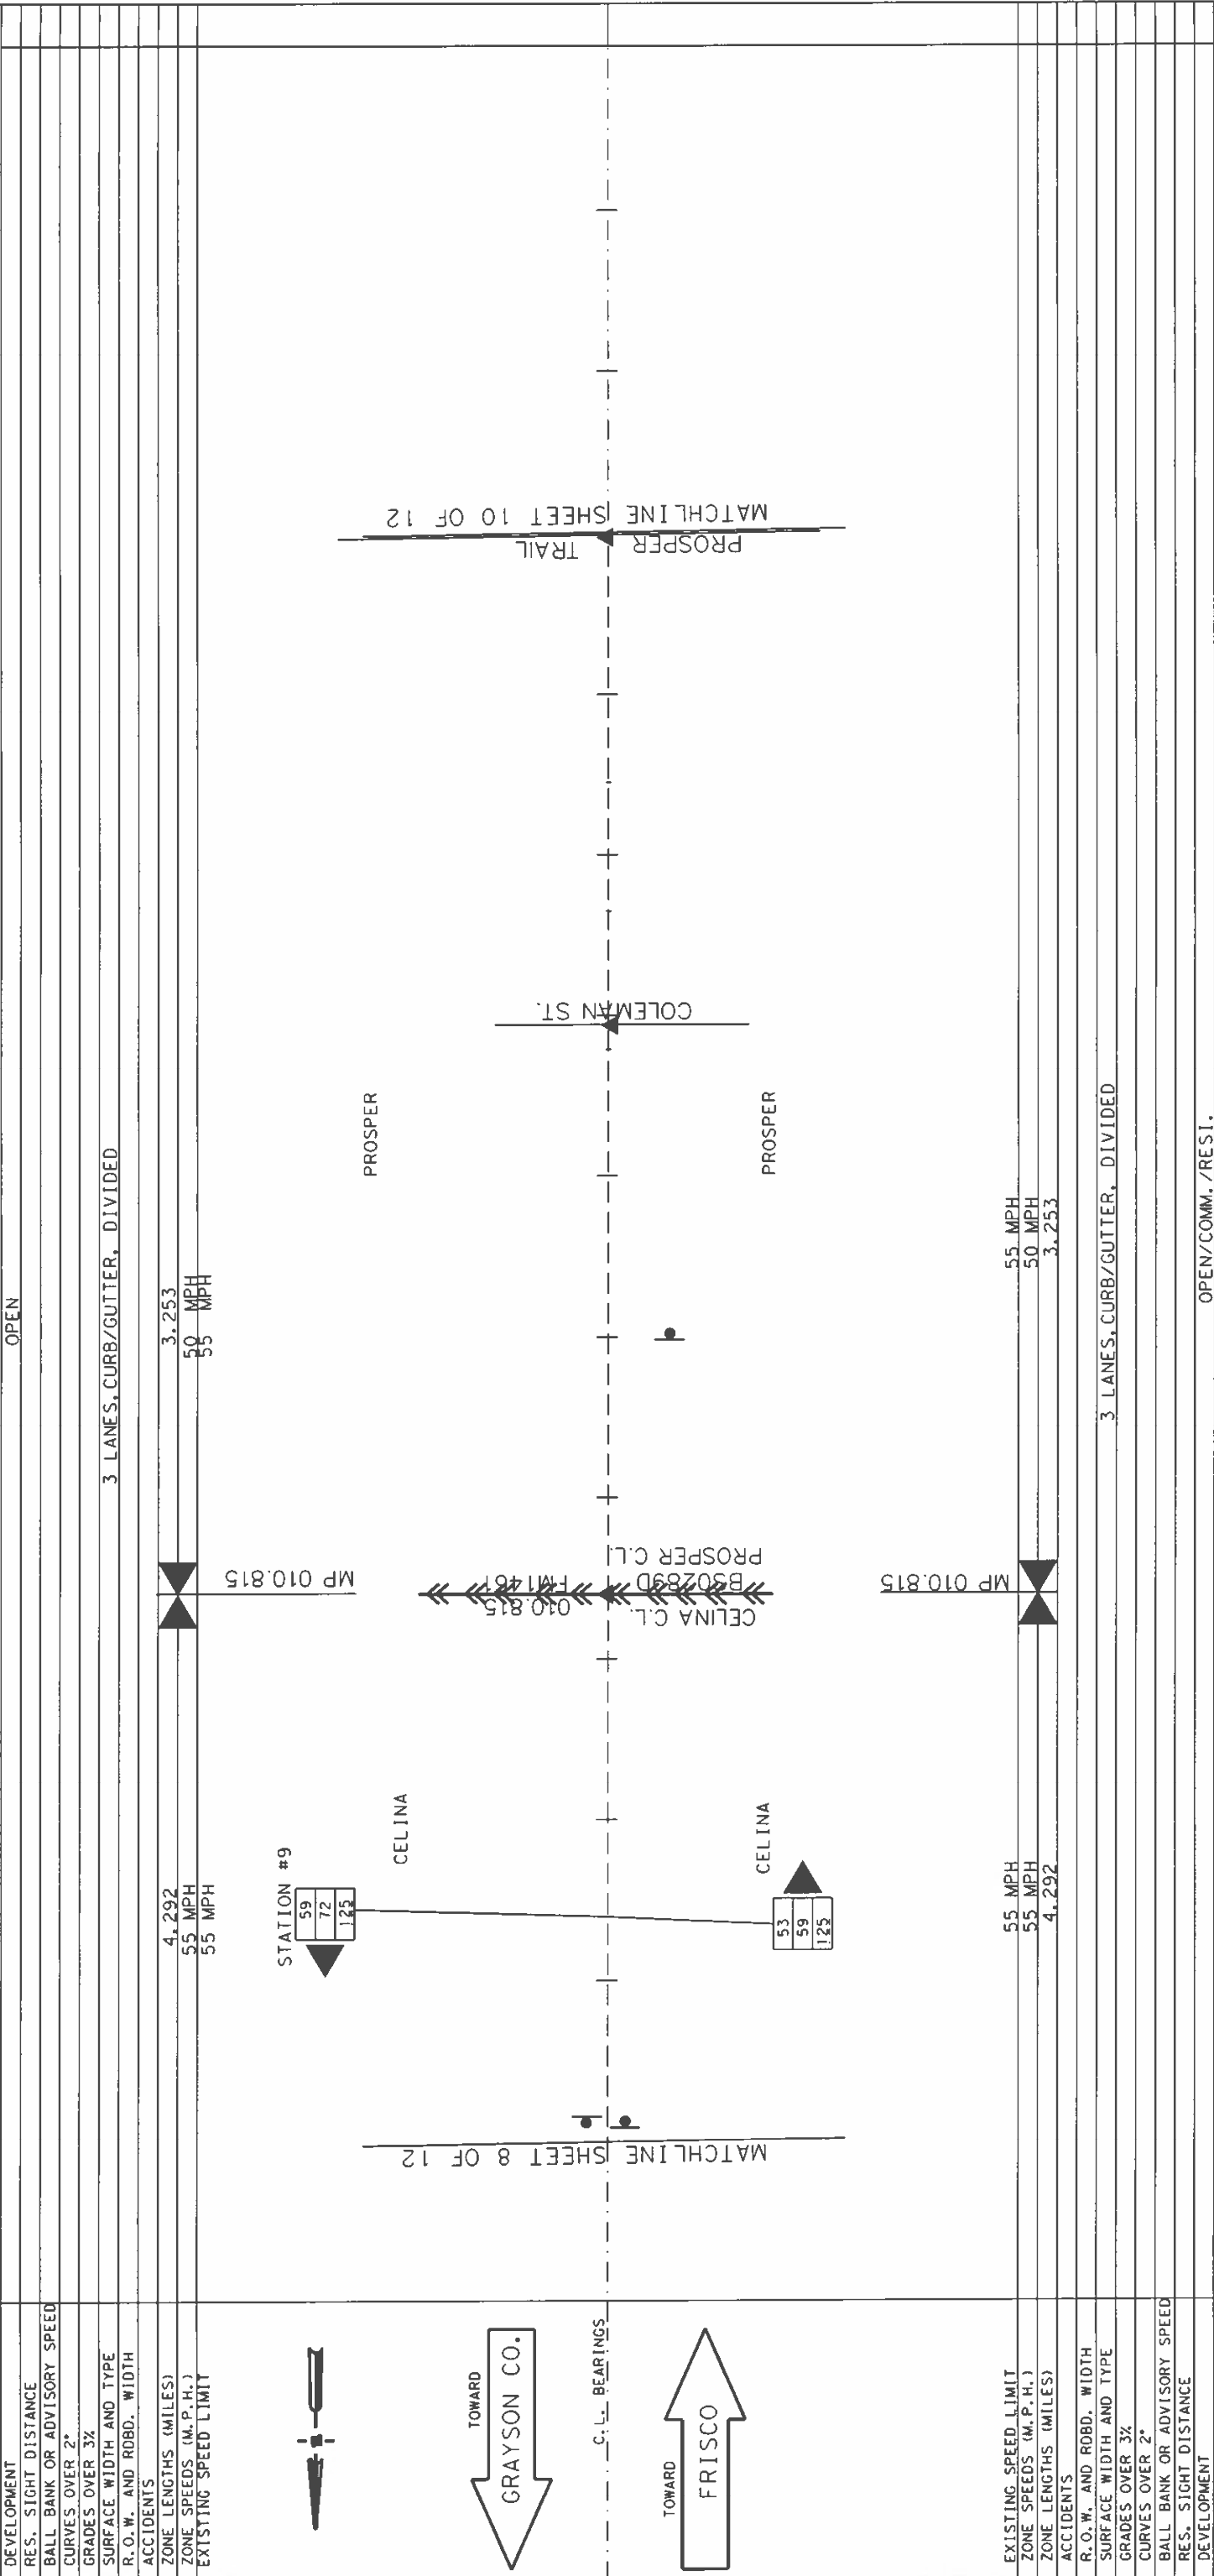 DEVELOPMENT
OPEN
RES. SIGHT DISTANCE
BALL BANK OR ADVISORY SPEED
CURVES OVER 2°
GRADES OVER 3%
SURFACE WIDTH AND TYPE
3 LANES, CURB/GUTTER, DIVIDED
R.O.W. AND RDBD. WIDTH
ACCIDENTS
ZONE LENGTHS (MILES)
4.292
3.253
ZONE SPEEDS (M.P.H.)
55 MPH
50 MPH
EXISTING SPEED LIMIT
55 MPH
55 MPH
MP 010.815
STATION #9
59
72
125
CELINA
PROSPER
TOWARD
GRAYSON CO.
C.L. BEARINGS
MATCHLINE SHEET 8 OF 12
CELINA C.L.
010.815
BS0289D
FM1461
PROSPER C.L.
COLEMAN ST.
PROSPER TRAIL
MATCHLINE SHEET 10 OF 12
TOWARD
FRISCO
CELINA
PROSPER
53
59
125
MP 010.815
EXISTING SPEED LIMIT
55 MPH
55 MPH
ZONE SPEEDS (M.P.H.)
55 MPH
50 MPH
ZONE LENGTHS (MILES)
4.292
3.253
ACCIDENTS
R.O.W. AND RDBD. WIDTH
SURFACE WIDTH AND TYPE
3 LANES, CURB/GUTTER, DIVIDED
GRADES OVER 3%
CURVES OVER 2°
BALL BANK OR ADVISORY SPEED
RES. SIGHT DISTANCE
DEVELOPMENT
OPEN/COMM./RESI.